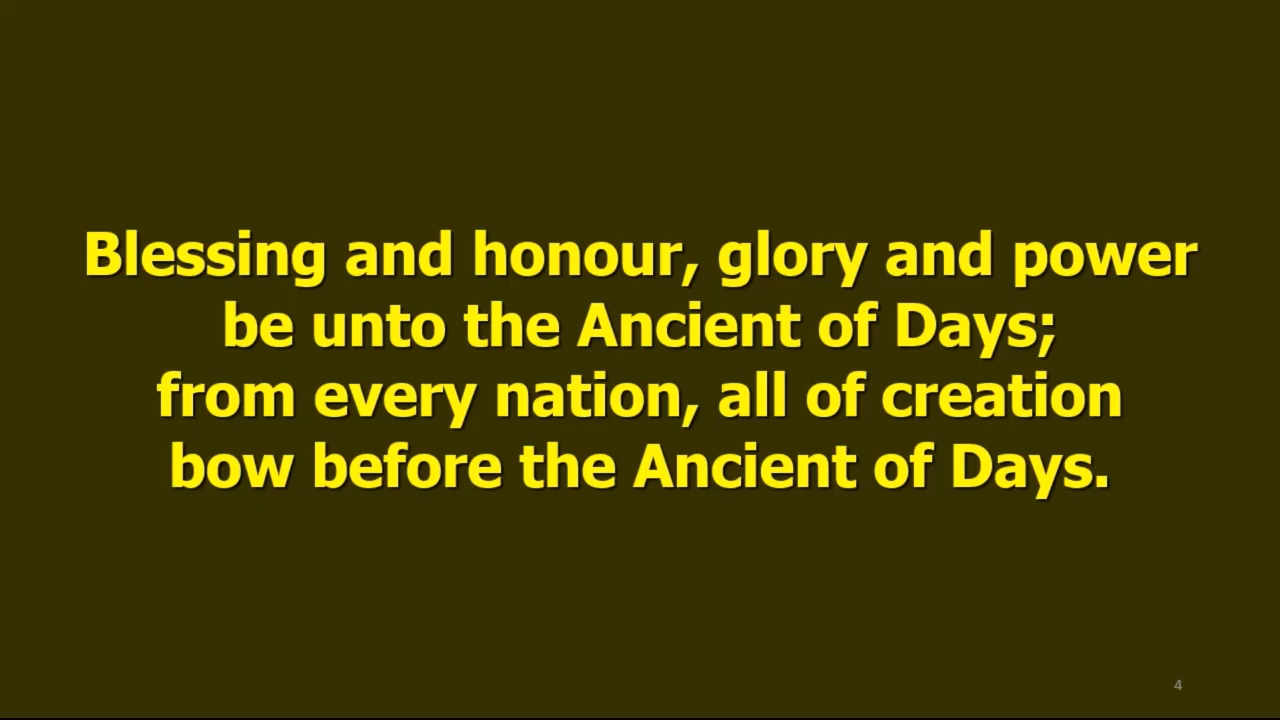 Blessing and honour, glory and power
be unto the Ancient of Days;
from every nation, all of creation
bow before the Ancient of Days.
4